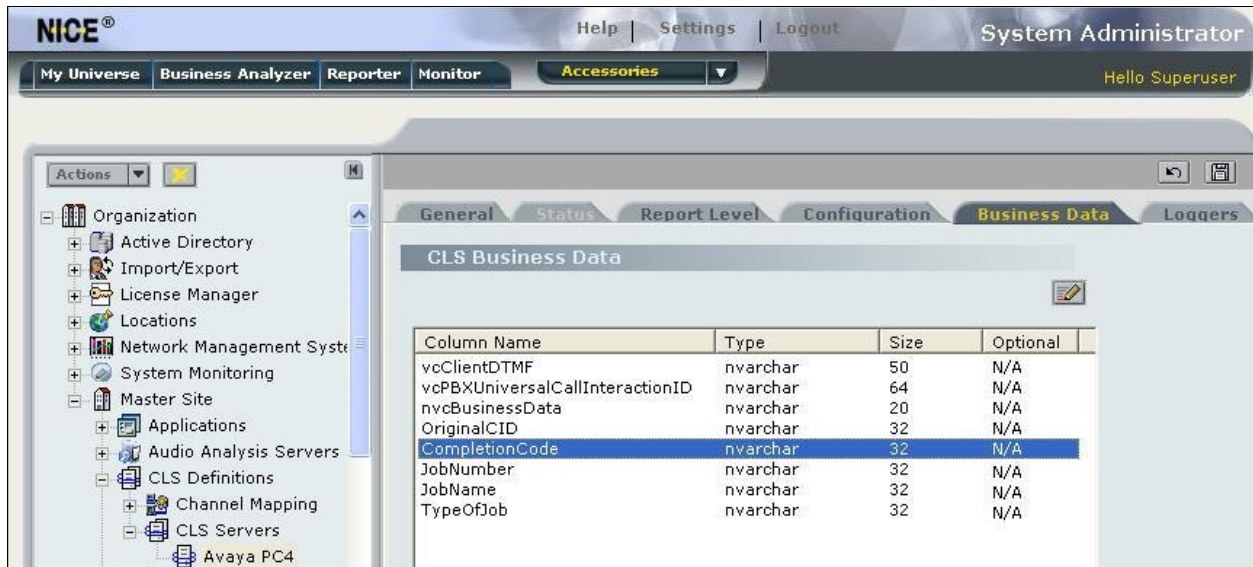 NICE®
Help | Settings | Logout
System Administrator
My Universe Business Analyzer Reporter Monitor Accessories
Hello Superuser
Actions
Organization
Active Directory
Import/Export
License Manager
Locations
Network Management Syste
System Monitoring
Master Site
Applications
Audio Analysis Servers
CLS Definitions
Channel Mapping
CLS Servers
Avaya PC4
General Status Report Level Configuration Business Data Loggers
CLS Business Data
Column Name Type Size Optional
vcClientDTMF nvarchar 50 N/A
vcPBXUniversalCallInteractionID nvarchar 64 N/A
nvcBusinessData nvarchar 20 N/A
OriginalCID nvarchar 32 N/A
CompletionCode nvarchar 32 N/A
JobNumber nvarchar 32 N/A
JobName nvarchar 32 N/A
TypeOfJob nvarchar 32 N/A